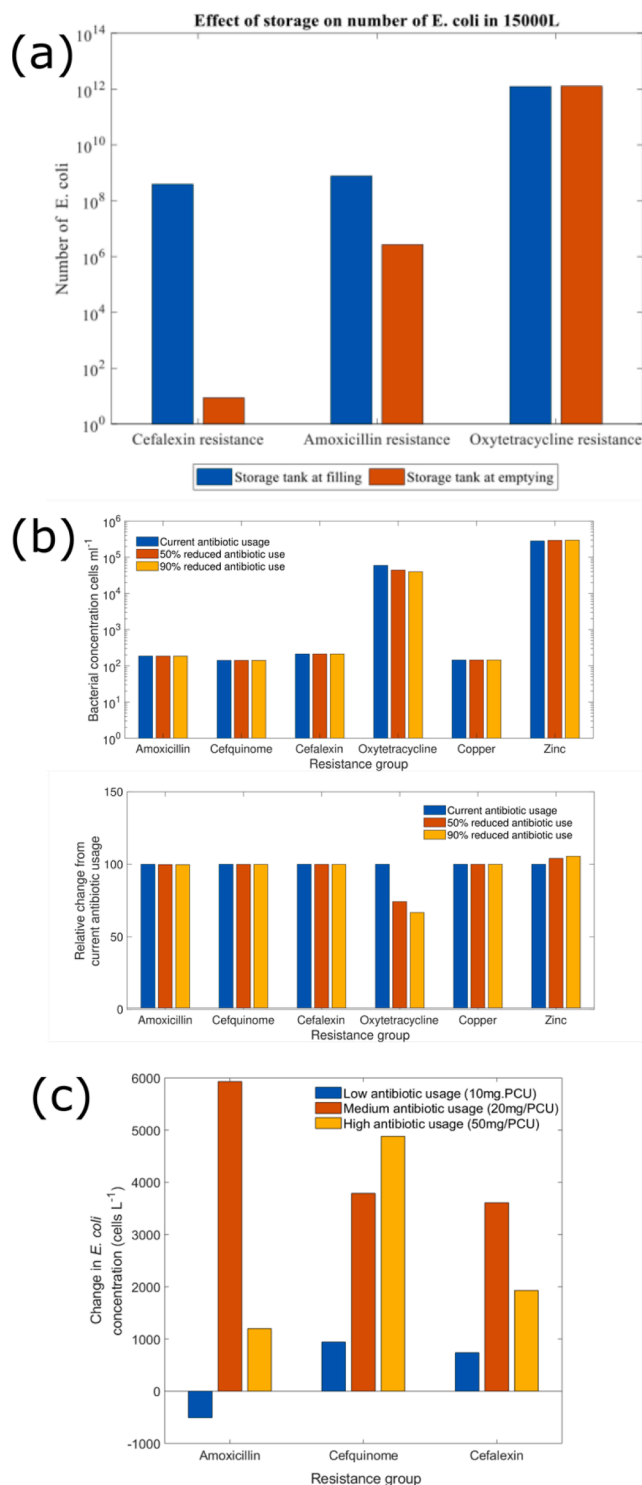 (a)
Effect of storage on number of E. coli in 15000L
Number of E. coli
10^14
10^12
10^10
10^8
10^6
10^4
10^2
10^0
Cefalexin resistance
Amoxicillin resistance
Oxytetracycline resistance
Storage tank at filling
Storage tank at emptying
(b)
Bacterial concentration cells ml^-1
10^6
10^5
10^4
10^3
10^2
10^1
10^0
Current antibiotic usage
50% reduced antibiotic use
90% reduced antibiotic use
Amoxicillin
Cefquinome
Cefalexin
Oxytetracycline
Copper
Zinc
Resistance group
Relative change from
current antibiotic usage
150
100
50
0
Current antibiotic usage
50% reduced antibiotic use
90% reduced antibiotic use
Amoxicillin
Cefquinome
Cefalexin
Oxytetracycline
Copper
Zinc
Resistance group
(c)
Change in E. coli
concentration (cells L^-1)
6000
5000
4000
3000
2000
1000
0
-1000
Low antibiotic usage (10mg.PCU)
Medium antibiotic usage (20mg/PCU)
High antibiotic usage (50mg/PCU)
Amoxicillin
Cefquinome
Cefalexin
Resistance group